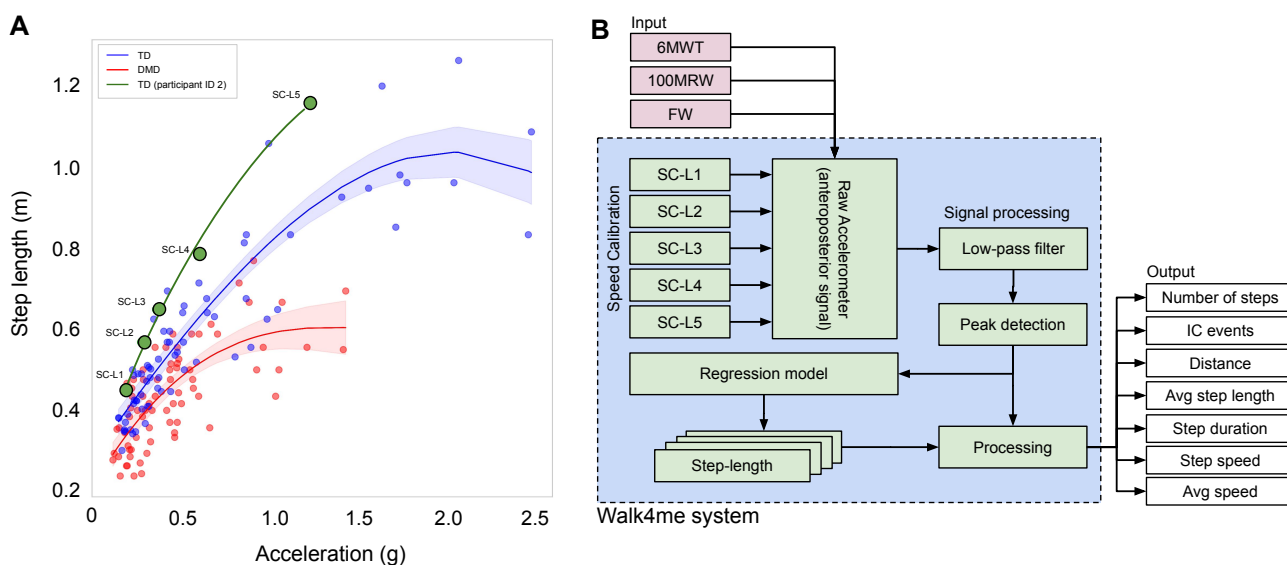 A
TD
DMD
TD (participant ID 2)
SC-L5
SC-L4
SC-L3
SC-L2
SC-L1
1.2
1.0
0.8
0.6
0.4
0.2
0
0.5
1.0
1.5
2.0
2.5
Step length (m)
Acceleration (g)
B
Input
6MWT
100MRW
FW
Speed Calibration
SC-L1
SC-L2
SC-L3
SC-L4
SC-L5
Raw Accelerometer
(anteroposterior signal)
Signal processing
Low-pass filter
Peak detection
Regression model
Step-length
Processing
Walk4me system
Output
Number of steps
IC events
Distance
Avg step length
Step duration
Step speed
Avg speed